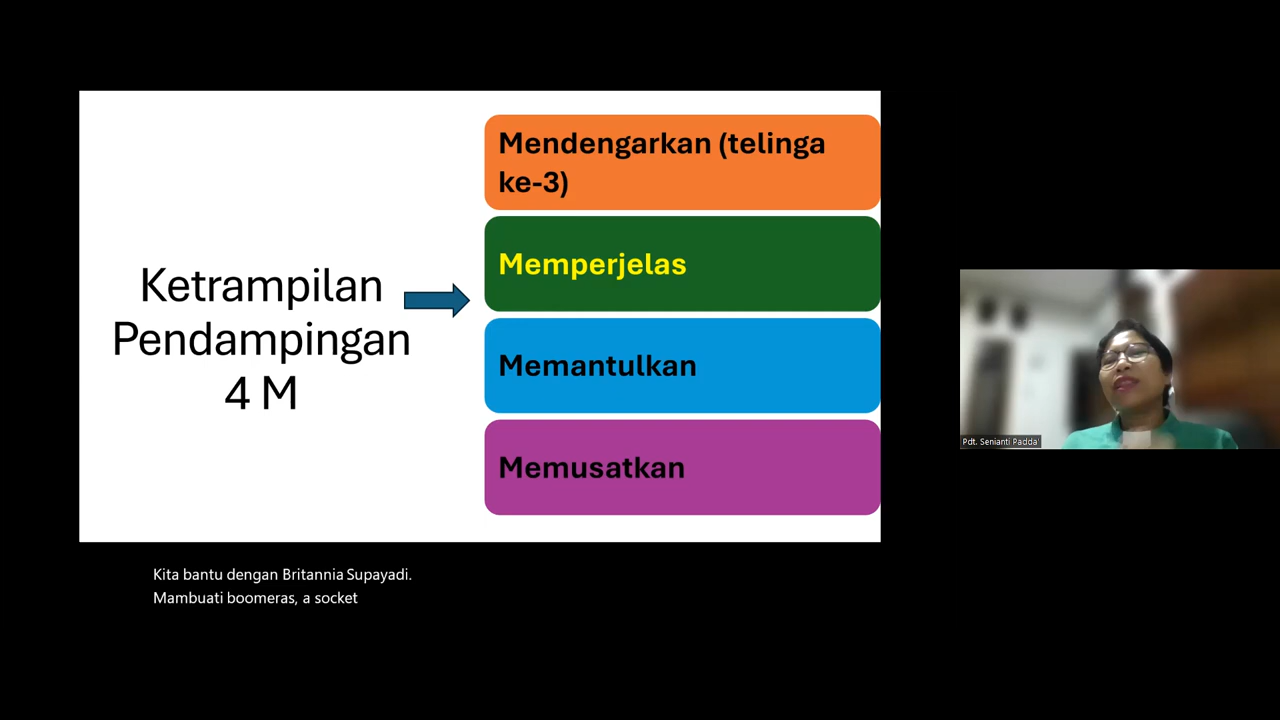 Ketrampilan
Pendampingan
4 M
Mendengarkan (telinga
ke-3)
Memperjelas
Memantulkan
Memusatkan
Pdt. Senianti Padda'
Kita bantu dengan Britannia Supayadi.
Mambuati boomeras, a socket